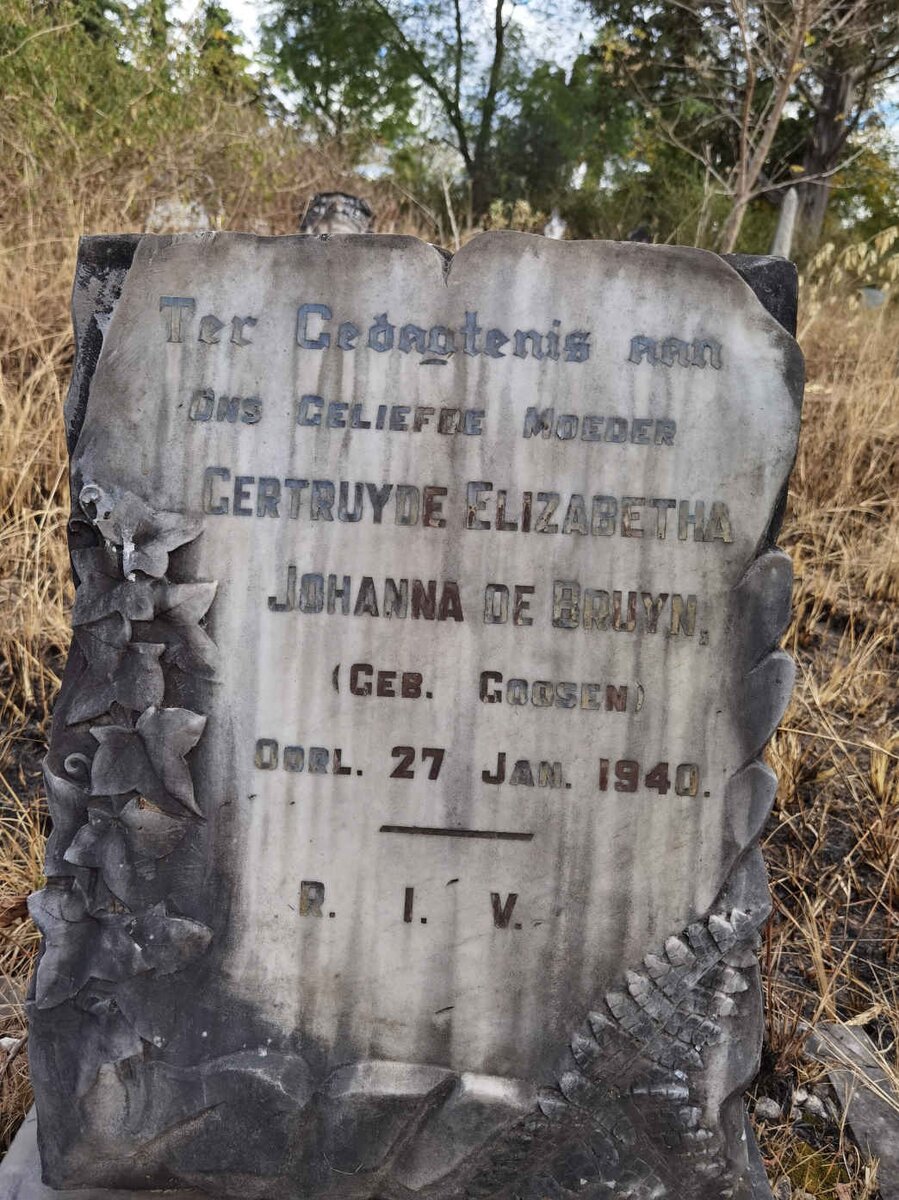 Ter Gedagtenis aan
Ons Geliefde Moeder
Gertruyde Elizabetha
Johanna de Bruyn,
(Geb. Goosen)
Oorl. 27 Jan. 1940.
R. I. V.